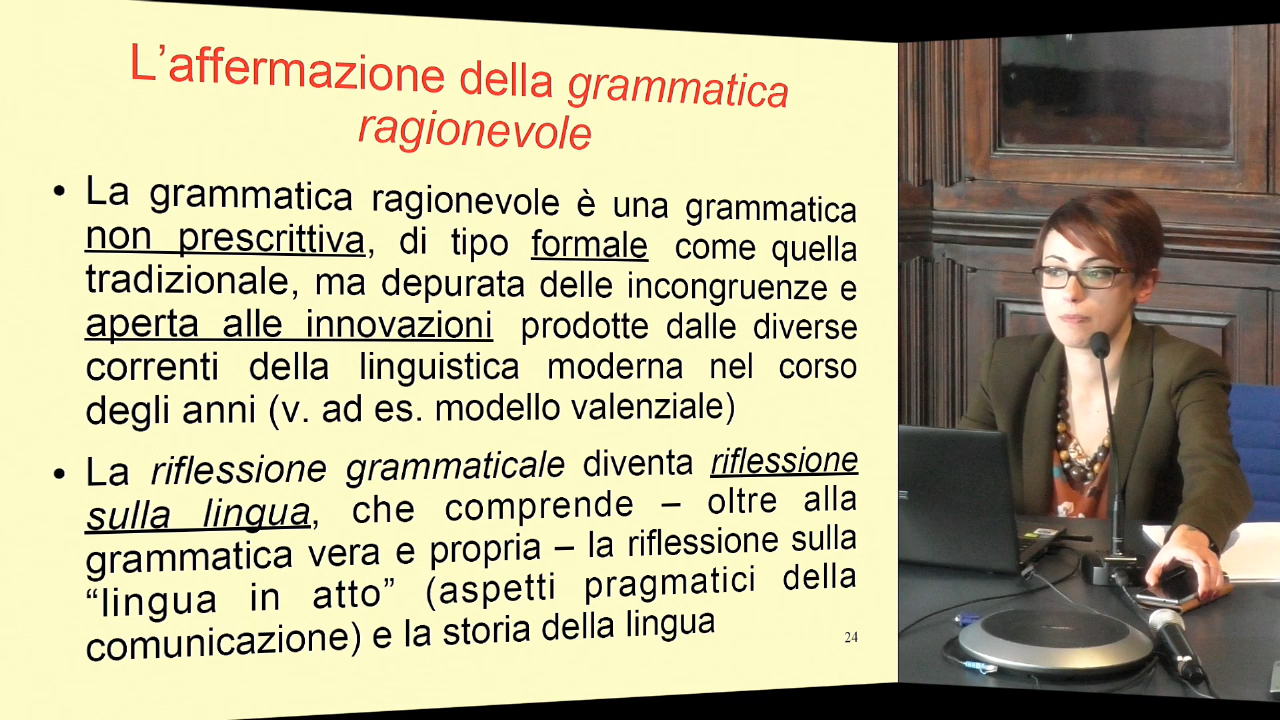 L’affermazione della grammatica
ragionevole
• La grammatica ragionevole è una grammatica
non prescrittiva, di tipo formale come quella
tradizionale, ma depurata delle incongruenze e
aperta alle innovazioni prodotte dalle diverse
correnti della linguistica moderna nel corso
degli anni (v. ad es. modello valenziale)
• La riflessione grammaticale diventa riflessione
sulla lingua, che comprende – oltre alla
grammatica vera e propria – la riflessione sulla
“lingua in atto” (aspetti pragmatici della
comunicazione) e la storia della lingua
24